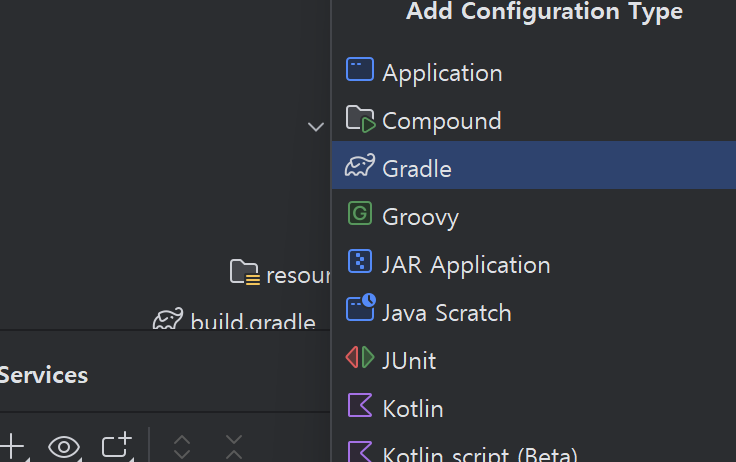 Add Configuration Type
Application
Compound
Gradle
Groovy
JAR Application
Java Scratch
JUnit
Kotlin
Kotlin script (Beta)
resour
build.gradle
Services